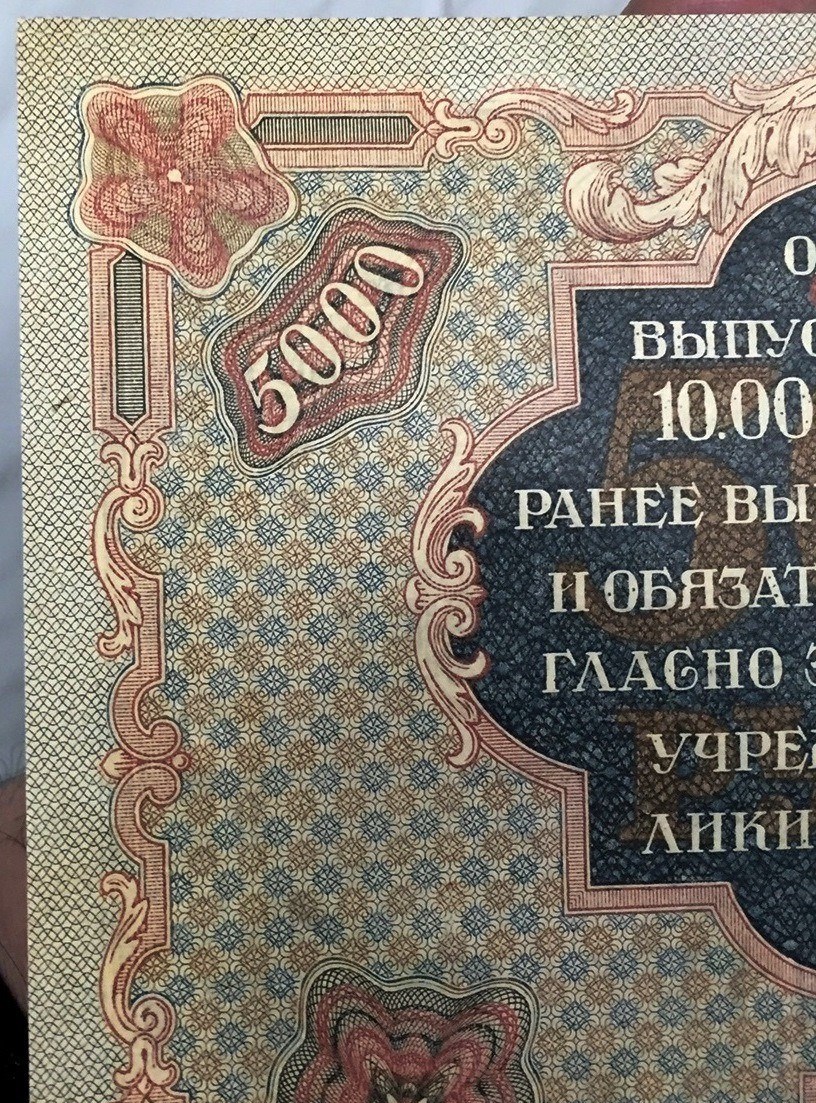 5000
О
ВЫПУС
10.00
РАНЕЕ ВЫ
И ОБЯЗАТ
ГЛАСНО З
УЧРЕ
ЛИКИ